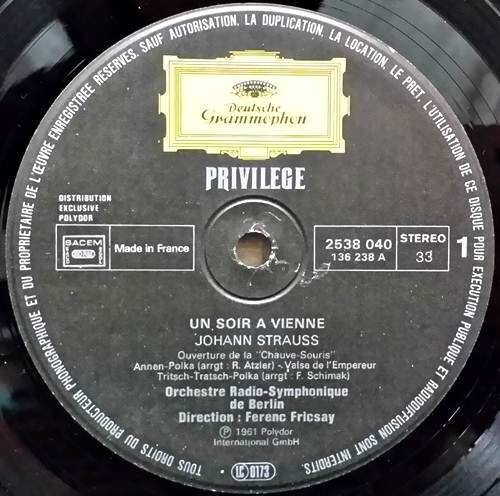 TOUS DROITS DU PRODUCTEUR PHONOGRAPHIQUE ET DU PROPRIETAIRE DE L'ŒUVRE ENREGISTREE RESERVES, SAUF AUTORISATION, LA DUPLICATION, LA LOCATION, LE PRET, L'UTILISATION DE CE DISQUE POUR EXECUTION PUBLIQUE ET RADIODIFFUSION SONT INTERDITS.
Deutsche
Grammophon
PRIVILEGE
DISTRIBUTION
EXCLUSIVE
POLYDOR
SACEM
Made in France
2538 040
136 238 A
STEREO
33
1
UN SOIR A VIENNE
JOHANN STRAUSS
Ouverture de la "Chauve-Souris"
Annen-Polka (arrgt : R. Atzler) - Valse de l'Empereur
Tritsch-Tratsch-Polka (arrgt : F. Schimak)
Orchestre Radio-Symphonique
de Berlin
Direction : Ferenc Fricsay
Ⓟ 1961 Polydor
International GmbH
LC 0173